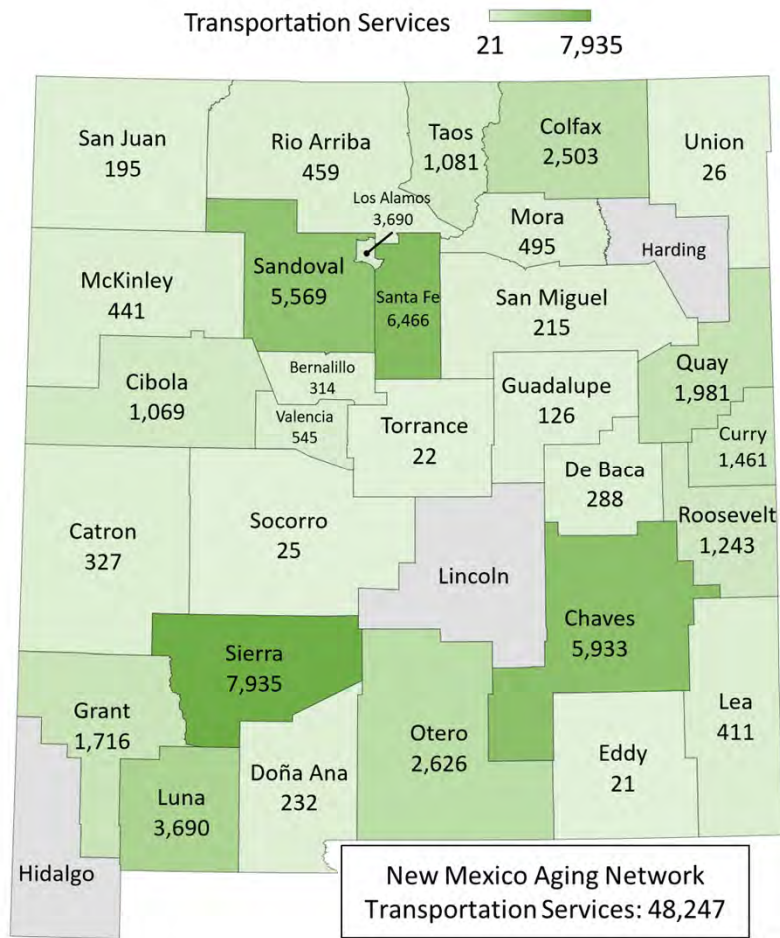 Transportation Services
21 7,935
San Juan
195
Rio Arriba
459
Taos
1,081
Colfax
2,503
Union
26
Los Alamos
3,690
Mora
495
Harding
McKinley
441
Sandoval
5,569
Santa Fe
6,466
San Miguel
215
Cibola
1,069
Bernalillo
314
Valencia
545
Torrance
22
Guadalupe
126
Quay
1,981
Curry
1,461
De Baca
288
Roosevelt
1,243
Catron
327
Socorro
25
Lincoln
Chaves
5,933
Sierra
7,935
Grant
1,716
Luna
3,690
Doña Ana
232
Otero
2,626
Eddy
21
Lea
411
Hidalgo
New Mexico Aging Network
Transportation Services: 48,247